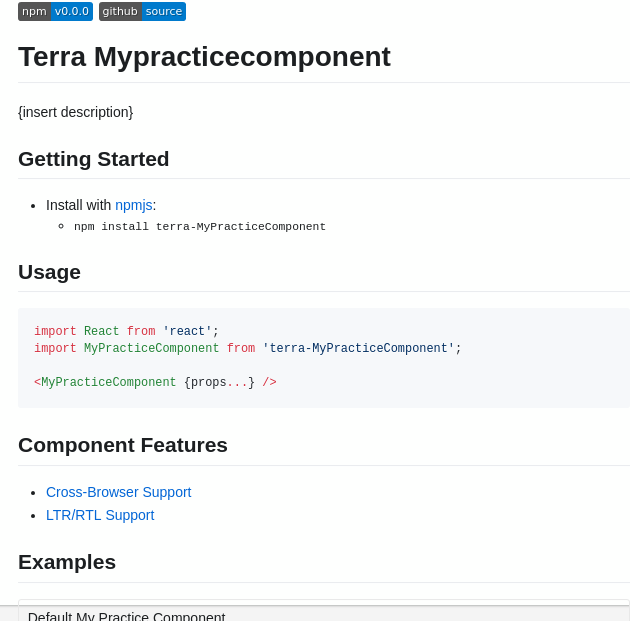 npm v0.0.0 github source
Terra Mypracticecomponent
{insert description}
Getting Started
Install with npmjs:
npm install terra-MyPracticeComponent
Usage
import React from 'react';
import MyPracticeComponent from 'terra-MyPracticeComponent';
<MyPracticeComponent {props...} />
Component Features
Cross-Browser Support
LTR/RTL Support
Examples
Default My Practice Component